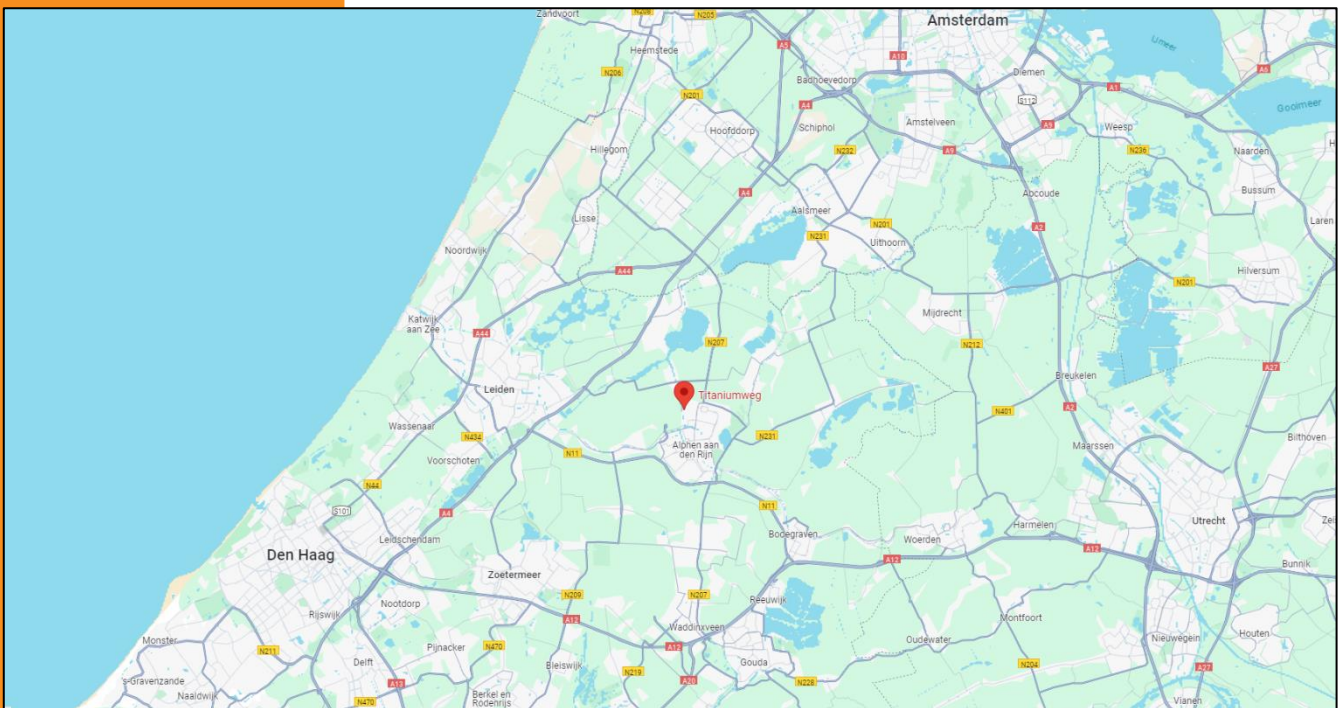 Zandvoort
N208
N205
Amsterdam
Heemstede
A5
IJmeer
N206
A10
Badhoevedorp
Diemen
A6
N201
A4
S112
A1
Gooimeer
Hoofddorp
Schiphol
Amstelveen
A9
Weesp
Hillegom
N232
A9
N236
Naarden
A4
Abcoude
Bussum
Lisse
Aalsmeer
N201
Laren
N231
Uithoorn
A2
Noordwijk
A44
Hilversum
N201
Katwijk
aan Zee
A44
Mijdrecht
N207
N212
Leiden
Titaniumweg
Breukelen
A27
Wassenaar
N401
A2
N434
Alphen aan
den Rijn
N231
Maarssen
Bilthoven
Voorschoten
N11
N44
S101
A4
N11
Utrecht
Zei
Leidschendam
Bodegraven
Woerden
Harmelen
Den Haag
A12
A12
Bunnik
Zoetermeer
Nootdorp
N209
N207
Reeuwijk
Rijswijk
A12
Waddinxveen
Montfoort
Monster
Pijnacker
N470
A12
Oudewater
Nieuwegein
Houten
N211
Delft
Bleiswijk
N219
Gouda
N204
A27
's-Gravenzande
A13
A20
N228
Naaldwijk
N470
Berkel en
Rodenrijs
Vianen